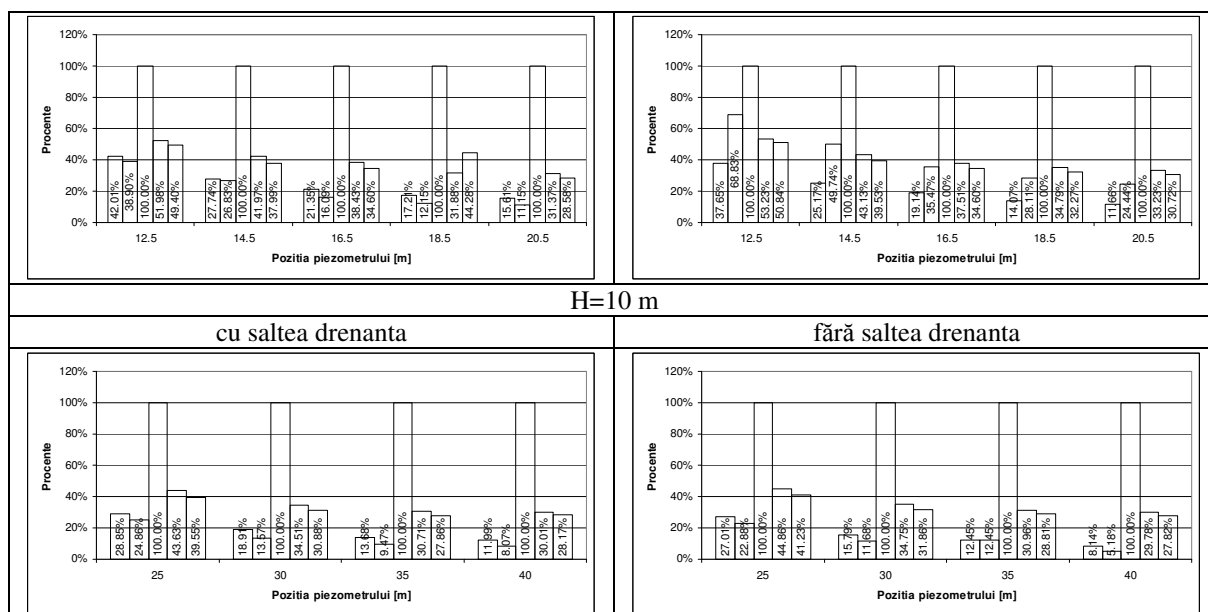 120%
100%
80%
60%
40%
20%
0%
Procente
42.01% 38.90% 100.00% 51.98% 49.40% 27.74% 26.83% 100.00% 41.97% 37.99% 21.35% 16.09% 100.00% 38.43% 34.60% 17.21% 12.15% 100.00% 31.88% 44.28% 15.61% 11.15% 100.00% 31.37% 28.58%
12.5 14.5 16.5 18.5 20.5
Pozitia piezometrului [m]
120%
100%
80%
60%
40%
20%
0%
Procente
37.65% 68.83% 100.00% 53.23% 50.84% 25.17% 49.74% 100.00% 43.13% 39.53% 19.14% 35.47% 100.00% 37.51% 34.60% 14.07% 28.11% 100.00% 34.79% 32.27% 11.66% 24.44% 100.00% 33.23% 30.72%
12.5 14.5 16.5 18.5 20.5
Pozitia piezometrului [m]
H=10 m
cu saltea drenanta
fără saltea drenanta
120%
100%
80%
60%
40%
20%
0%
Procente
28.85% 24.86% 100.00% 43.63% 39.55% 18.91% 13.57% 100.00% 34.51% 30.88% 13.68% 9.47% 100.00% 30.71% 27.86% 11.99% 8.07% 100.00% 30.01% 28.17%
25 30 35 40
Pozitia piezometrului [m]
120%
100%
80%
60%
40%
20%
0%
Procente
27.01% 22.88% 100.00% 44.86% 41.23% 15.79% 11.68% 100.00% 34.75% 31.86% 12.45% 12.45% 100.00% 30.96% 28.81% 8.14% 5.18% 100.00% 29.78% 27.82%
25 30 35 40
Pozitia piezometrului [m]